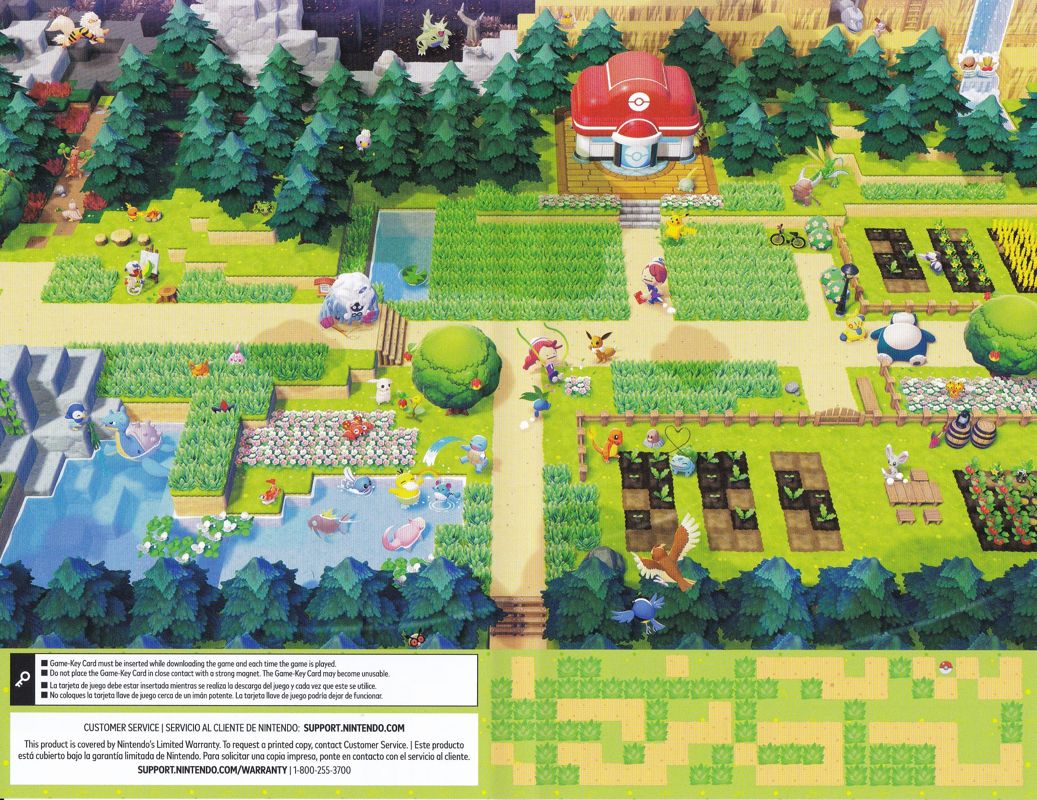 Game-Key Card must be inserted while downloading the game and each time the game is played.
Do not place the Game-Key Card in close contact with a strong magnet. The Game-Key Card may become unusable.
La tarjeta de juego debe estar insertada mientras se realiza la descarga del juego y cada vez que este se utilice.
No coloques la tarjeta llave de juego cerca de un imán potente. La tarjeta llave de juego podría dejar de funcionar.
CUSTOMER SERVICE | SERVICIO AL CLIENTE DE NINTENDO: SUPPORT.NINTENDO.COM
This product is covered by Nintendo's Limited Warranty. To request a printed copy, contact Customer Service. | Este producto
está cubierto bajo la garantía limitada de Nintendo. Para solicitar una copia impresa, ponte en contacto con el servicio al cliente.
SUPPORT.NINTENDO.COM/WARRANTY | 1-800-255-3700